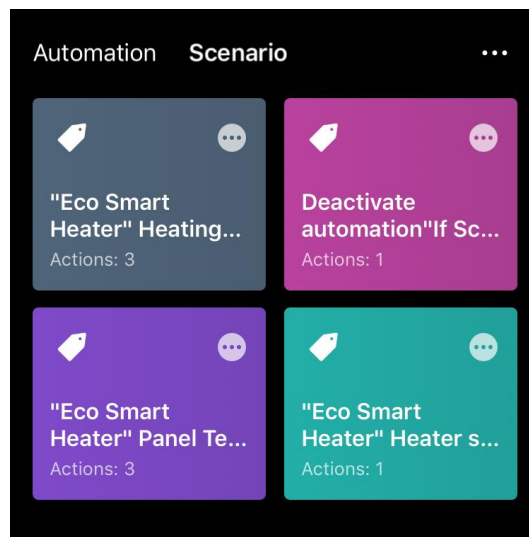 Automation Scenario
"Eco Smart
Heater" Heating...
Actions: 3
Deactivate
automation"If Sc...
Actions: 1
"Eco Smart
Heater" Panel Te...
Actions: 3
"Eco Smart
Heater" Heater s...
Actions: 1